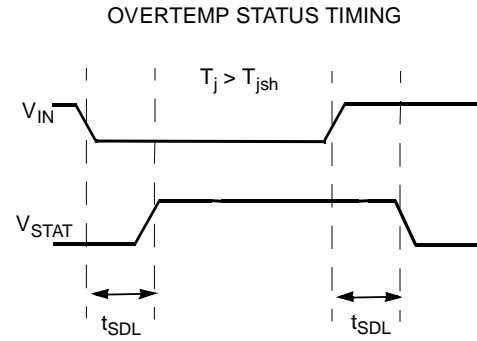 OVERTEMP STATUS TIMING
Tj > Tjsh
VIN
VSTAT
tSDL
tSDL